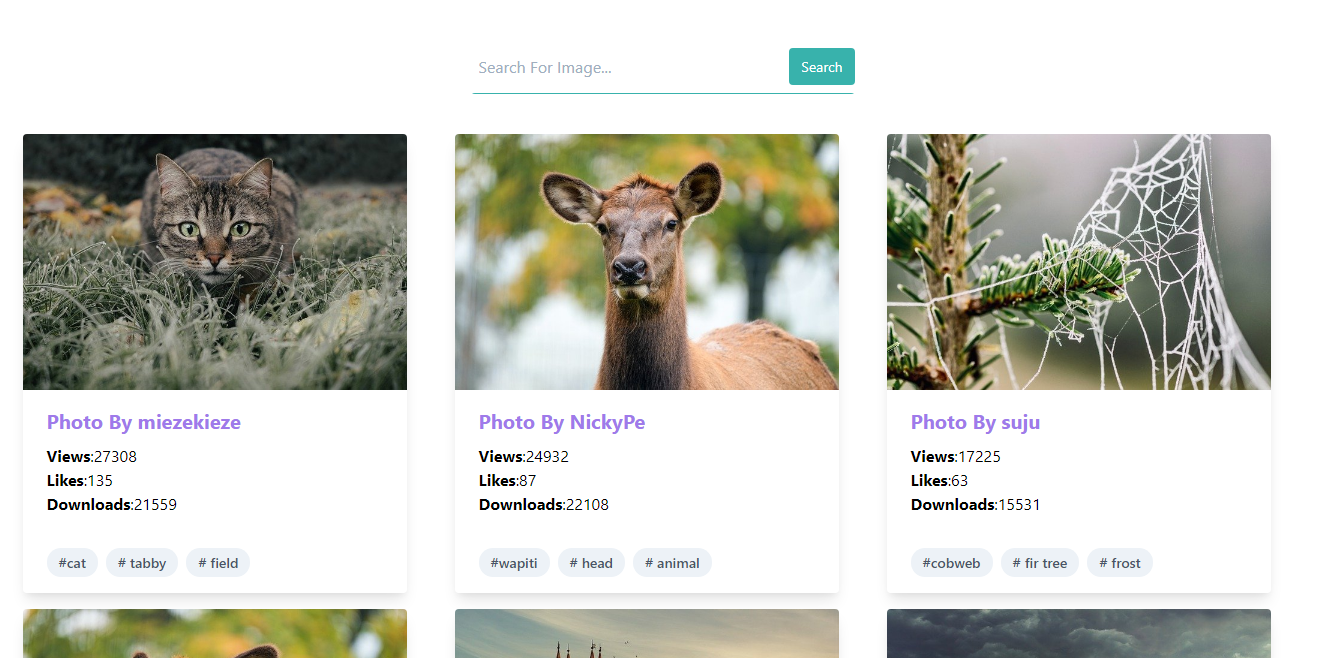 Search For Image...
Search
Photo By miezekieze
Views:27308
Likes:135
Downloads:21559
#cat # tabby # field
Photo By NickyPe
Views:24932
Likes:87
Downloads:22108
#wapiti # head # animal
Photo By suju
Views:17225
Likes:63
Downloads:15531
#cobweb # fir tree # frost